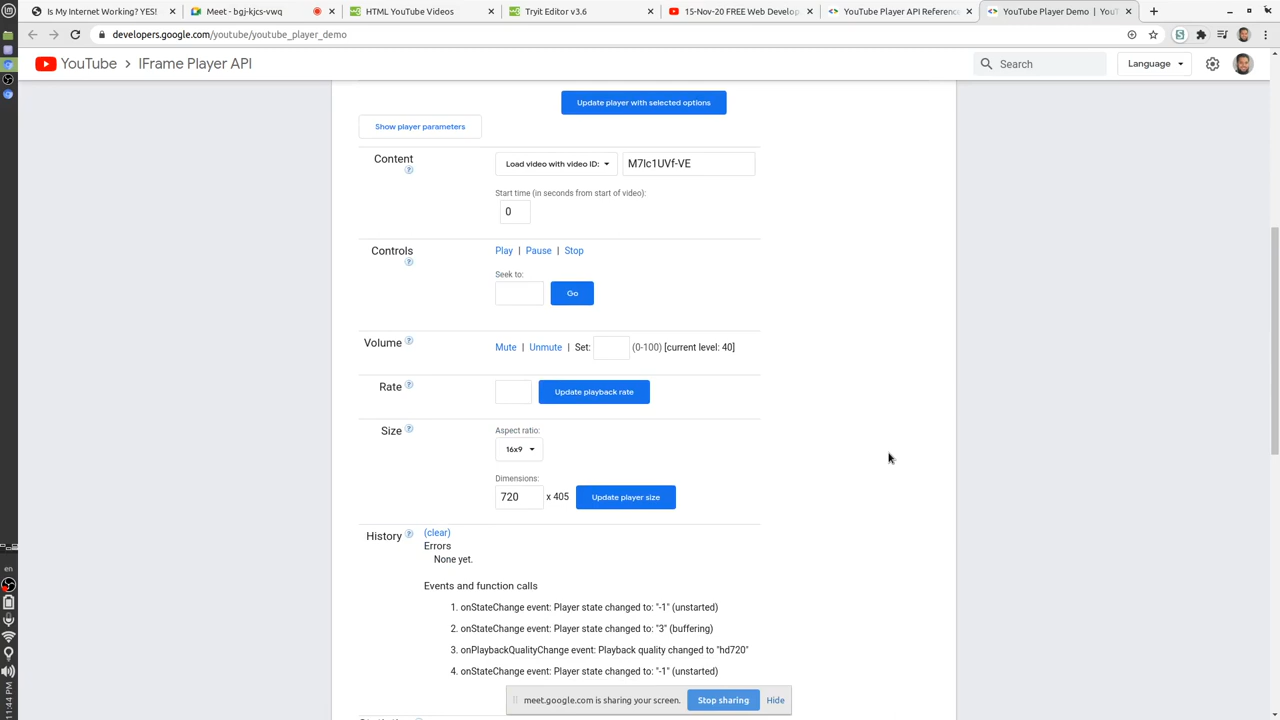 Is My Internet Working? YES!
Meet - bgj-kjcs-vwq
HTML YouTube Videos
Tryit Editor v3.6
15-Nov-20 FREE Web Develop
YouTube Player API Reference
YouTube Player Demo | You
developers.google.com/youtube/youtube_player_demo
YouTube > IFrame Player API
Search
Language
Update player with selected options
Show player parameters
Content
Load video with video ID:
M7lc1UVf-VE
Start time (in seconds from start of video):
0
Controls
Play | Pause | Stop
Seek to:
Go
Volume
Mute | Unmute | Set: (0-100) [current level: 40]
Rate
Update playback rate
Size
Aspect ratio:
16x9
Dimensions:
720 x 405 Update player size
History
(clear)
Errors
None yet.
Events and function calls
1. onStateChange event: Player state changed to: "-1" (unstarted)
2. onStateChange event: Player state changed to: "3" (buffering)
3. onPlaybackQualityChange event: Playback quality changed to "hd720"
4. onStateChange event: Player state changed to: "-1" (unstarted)
meet.google.com is sharing your screen. Stop sharing Hide
en
1:44:4 PM